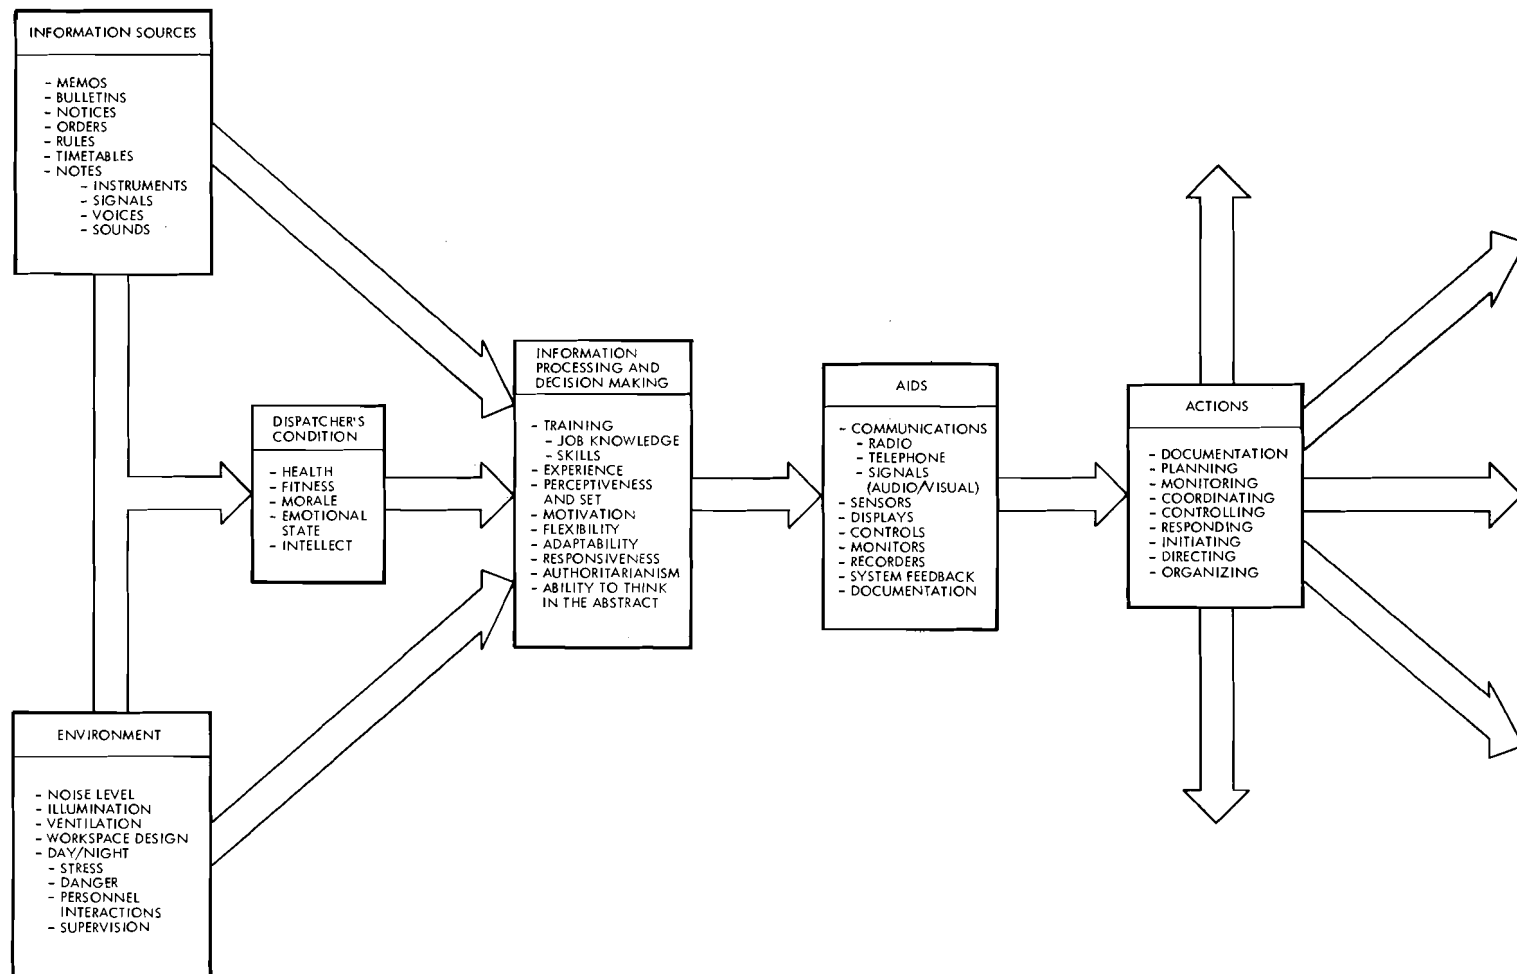 INFORMATION SOURCES
- MEMOS
- BULLETINS
- NOTICES
- ORDERS
- RULES
- TIMETABLES
- NOTES
- INSTRUMENTS
- SIGNALS
- VOICES
- SOUNDS
DISPATCHER'S
CONDITION
- HEALTH
- FITNESS
- MORALE
- EMOTIONAL
STATE
- INTELLECT
ENVIRONMENT
- NOISE LEVEL
- ILLUMINATION
- VENTILATION
- WORKSPACE DESIGN
- DAY/NIGHT
- STRESS
- DANGER
- PERSONNEL
INTERACTIONS
- SUPERVISION
INFORMATION
PROCESSING AND
DECISION MAKING
- TRAINING
- JOB KNOWLEDGE
- SKILLS
- EXPERIENCE
- PERCEPTIVENESS
AND SET
- MOTIVATION
- FLEXIBILITY
- ADAPTABILITY
- RESPONSIVENESS
- AUTHORITARIANISM
- ABILITY TO THINK
IN THE ABSTRACT
AIDS
- COMMUNICATIONS
- RADIO
- TELEPHONE
- SIGNALS
(AUDIO/VISUAL)
- SENSORS
- DISPLAYS
- CONTROLS
- MONITORS
- RECORDERS
- SYSTEM FEEDBACK
- DOCUMENTATION
ACTIONS
- DOCUMENTATION
- PLANNING
- MONITORING
- COORDINATING
- CONTROLLING
- RESPONDING
- INITIATING
- DIRECTING
- ORGANIZING